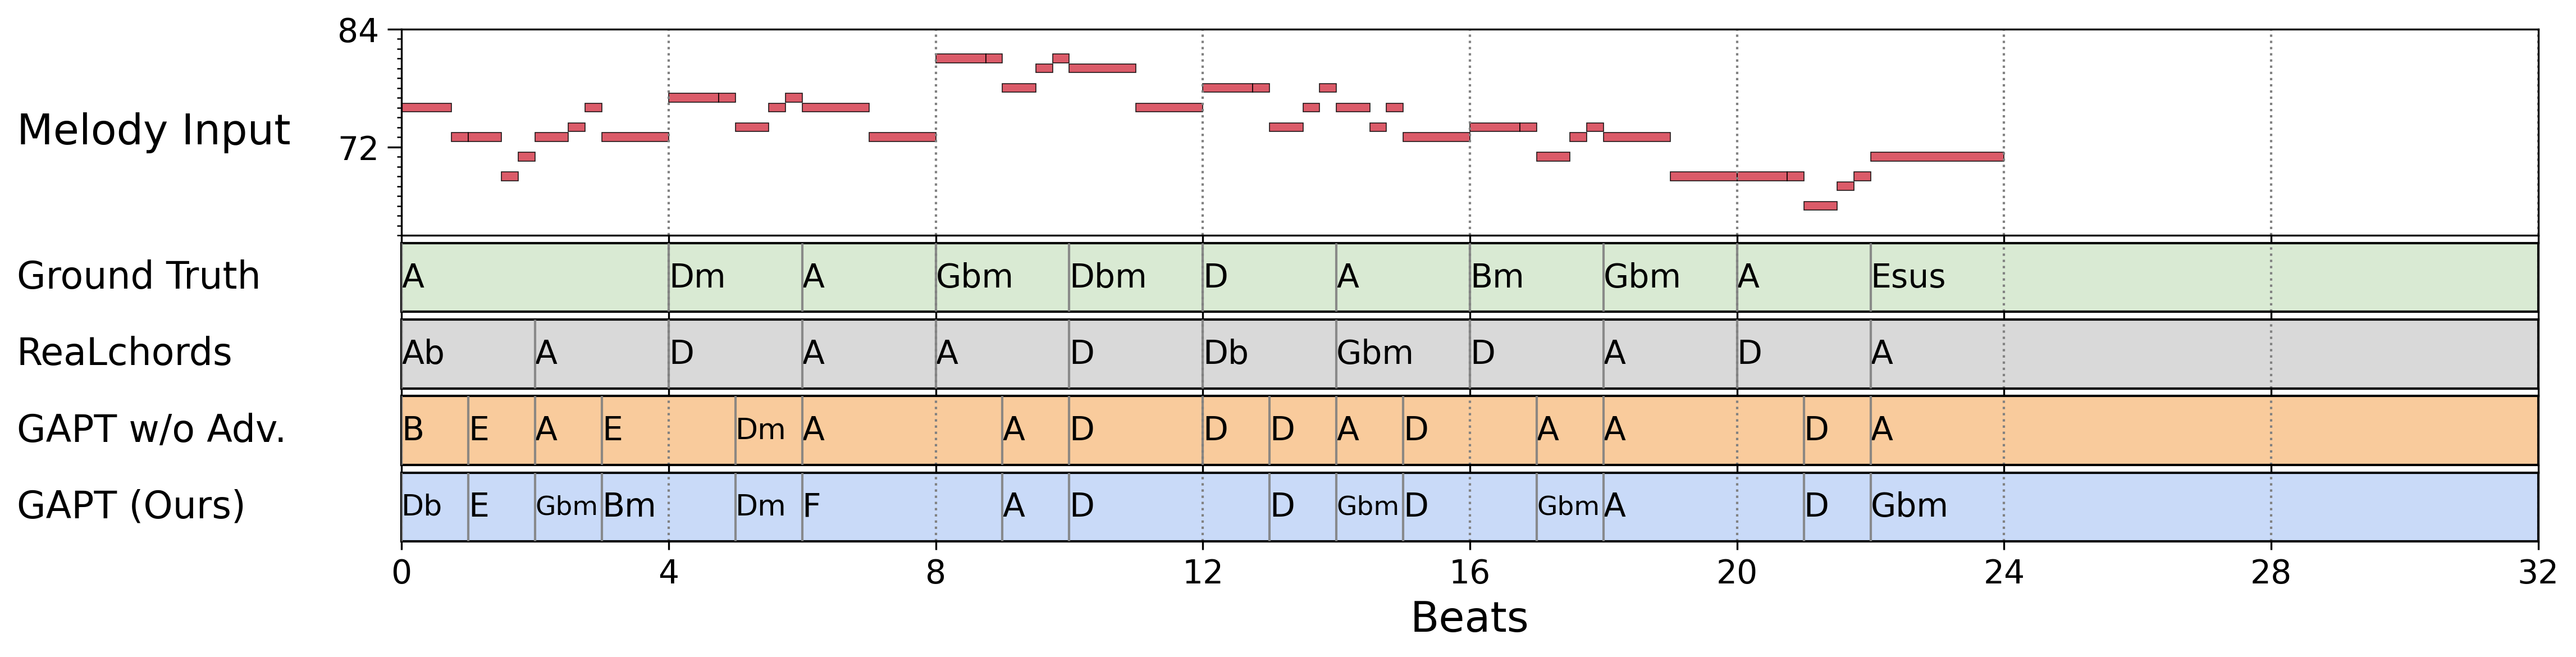 84
Melody Input
72
Ground Truth A Dm A Gbm Dbm D A Bm Gbm A Esus
ReaLchords Ab A D A A D Db Gbm D A D A
GAPT w/o Adv. B E A E Dm A A D D D A D A A D A
GAPT (Ours) Db E Gbm Bm Dm F A D D Gbm D Gbm A D Gbm
0 4 8 12 16 20 24 28 32
Beats